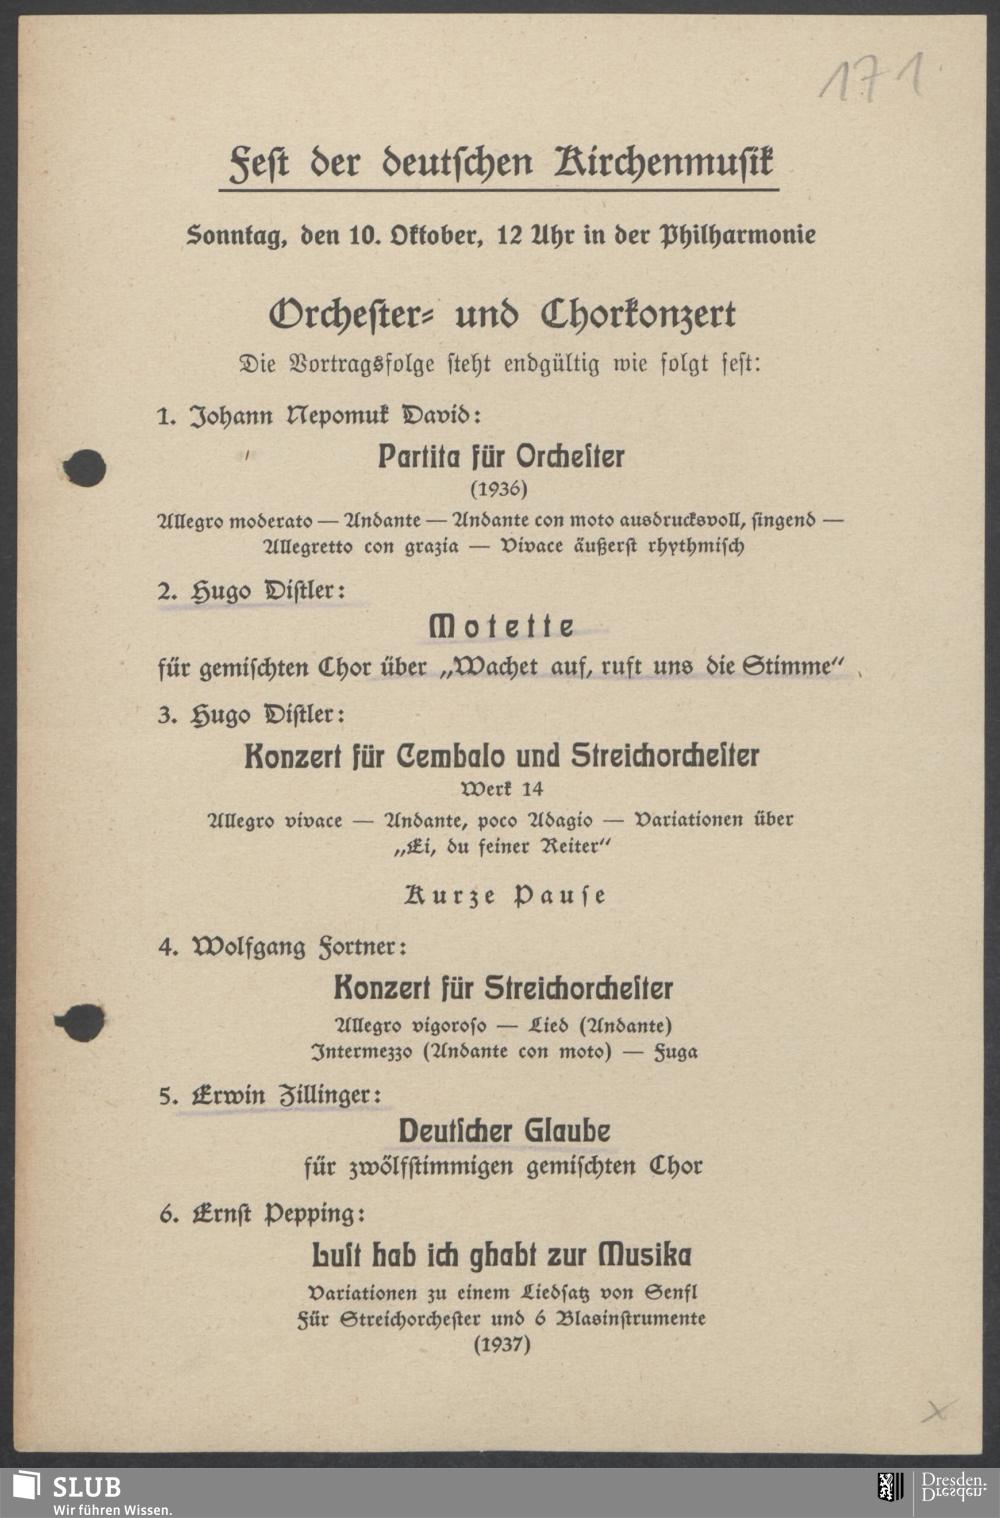 171.
Fest der deutschen Kirchenmusik
Sonntag, den 10. Oktober, 12 Uhr in der Philharmonie
Orchester- und Chorkonzert
Die Vortragsfolge steht endgültig wie folgt fest:
1. Johann Nepomuk David:
Partita für Orchester
(1936)
Allegro moderato — Andante — Andante con moto ausdrucksvoll, singend —
Allegretto con grazia — Vivace äußerst rhythmisch
2. Hugo Distler:
Motette
für gemischten Chor über „Wachet auf, ruft uns die Stimme“
3. Hugo Distler:
Konzert für Cembalo und Streichorchester
Werk 14
Allegro vivace — Andante, poco Adagio — Variationen über
„Ei, du feiner Reiter“
Kurze Pause
4. Wolfgang Fortner:
Konzert für Streichorchester
Allegro vigoroso — Lied (Andante)
Intermezzo (Andante con moto) — Fuga
5. Erwin Zillinger:
Deutscher Glaube
für zwölfstimmigen gemischten Chor
6. Ernst Pepping:
Lust hab ich ghabt zur Musika
Variationen zu einem Liedsatz von Senfl
Für Streichorchester und 6 Blasinstrumente
(1937)
x
SLUB
Wir führen Wissen.
Dresden.
Dresden.